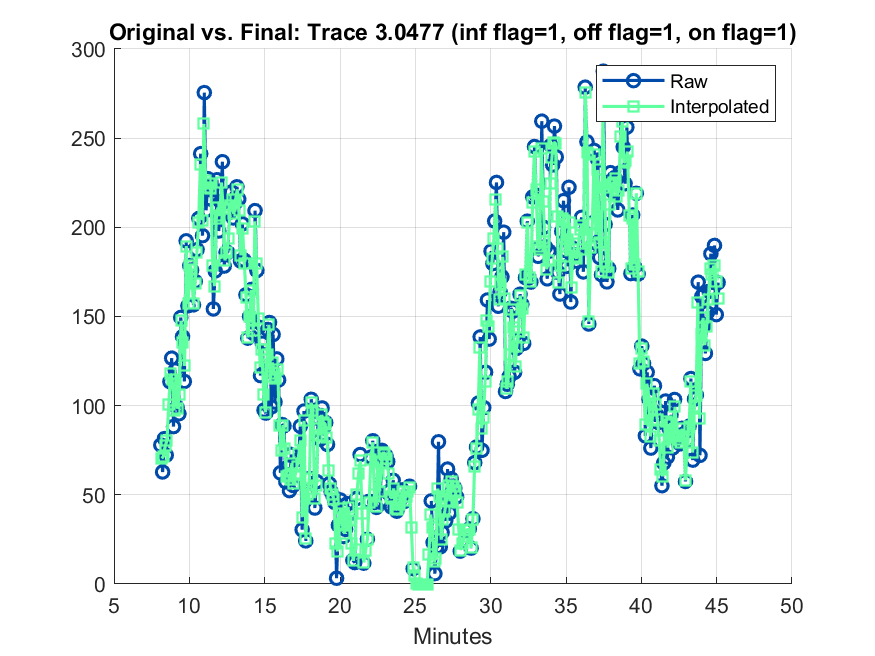 Original vs. Final: Trace 3.0477 (inf flag=1, off flag=1, on flag=1)
300
250
200
150
100
50
0
Raw
Interpolated
5 10 15 20 25 30 35 40 45 50
Minutes